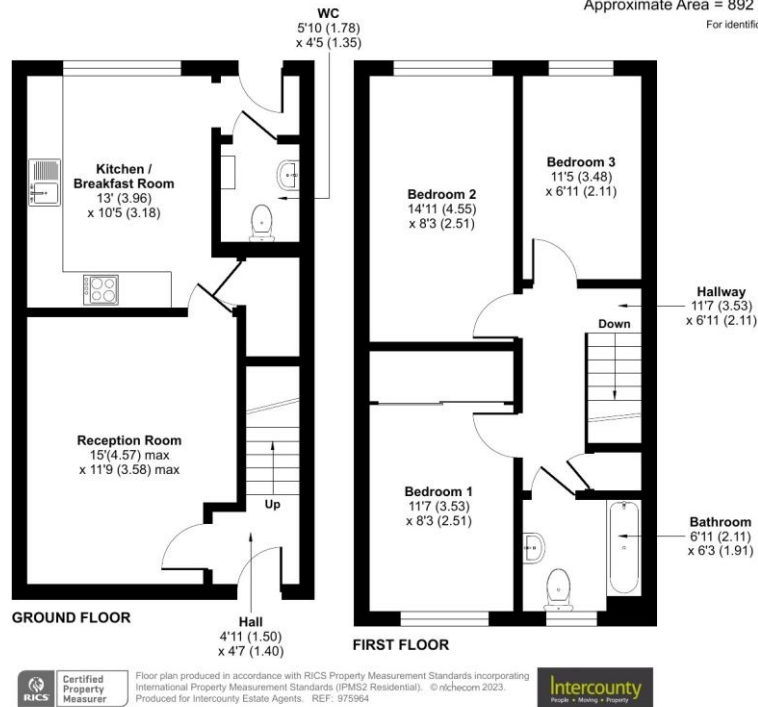 Approximate Area = 892
For identific
WC
5'10 (1.78)
x 4'5 (1.35)
Kitchen /
Breakfast Room
13' (3.96)
x 10'5 (3.18)
Bedroom 2
14'11 (4.55)
x 8'3 (2.51)
Bedroom 3
11'5 (3.48)
x 6'11 (2.11)
Hallway
11'7 (3.53)
x 6'11 (2.11)
Down
Reception Room
15'(4.57) max
x 11'9 (3.58) max
Up
Bedroom 1
11'7 (3.53)
x 8'3 (2.51)
Bathroom
6'11 (2.11)
x 6'3 (1.91)
GROUND FLOOR
Hall
4'11 (1.50)
x 4'7 (1.40)
FIRST FLOOR
RICS
Certified
Property
Measurer
Floor plan produced in accordance with RICS Property Measurement Standards incorporating
International Property Measurement Standards (IPMS2 Residential). © nichecom 2023.
Produced for Intercounty Estate Agents. REF: 975964
Intercounty
People • Moving • Property